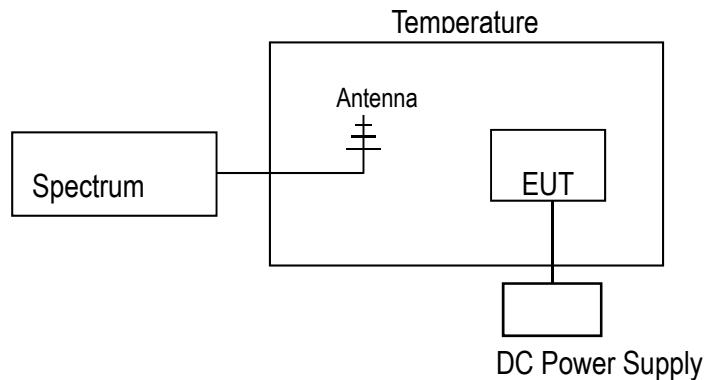 Temperature
Antenna
Spectrum
EUT
DC Power Supply